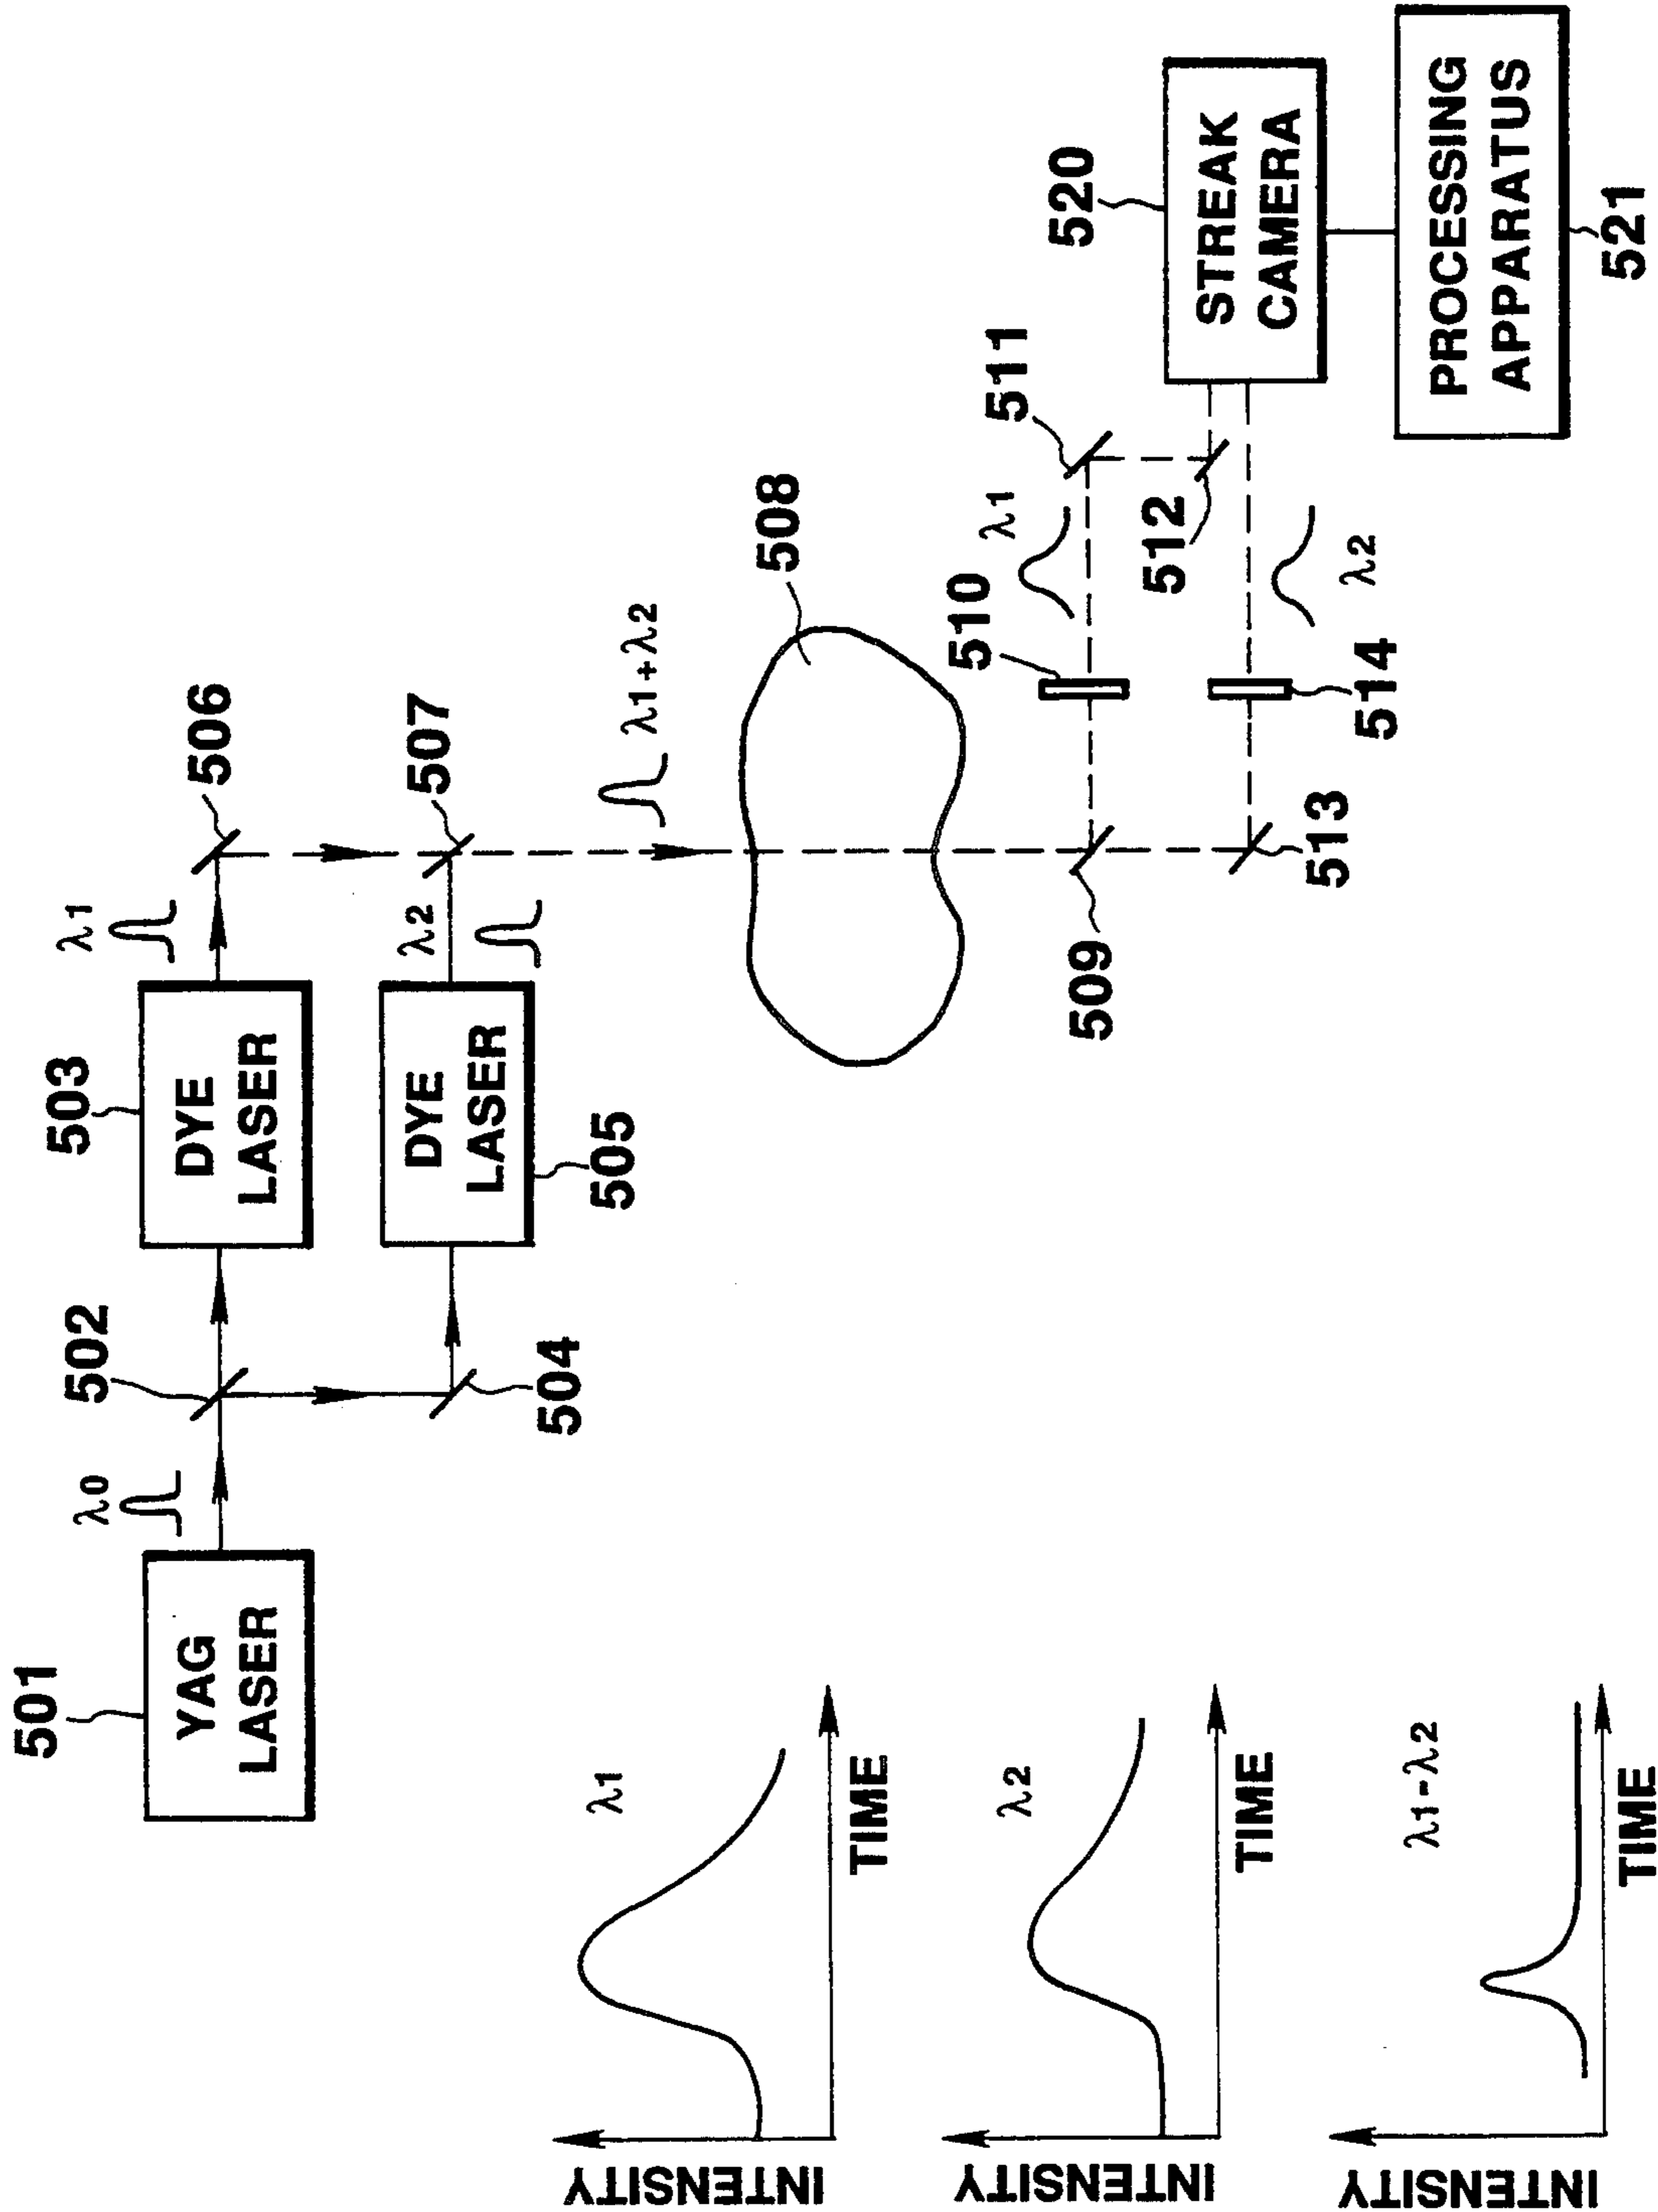 501
YAG
LASER
λ0
502
503
DYE
LASER
λ1
506
504
505
DYE
LASER
λ2
507
λ1+λ2
508
509
513
510
λ1
511
512
514
λ2
520
STREAK
CAMERA
PROCESSING
APPARATUS
521
INTENSITY
λ1
TIME
INTENSITY
λ2
TIME
INTENSITY
λ1-λ2
TIME